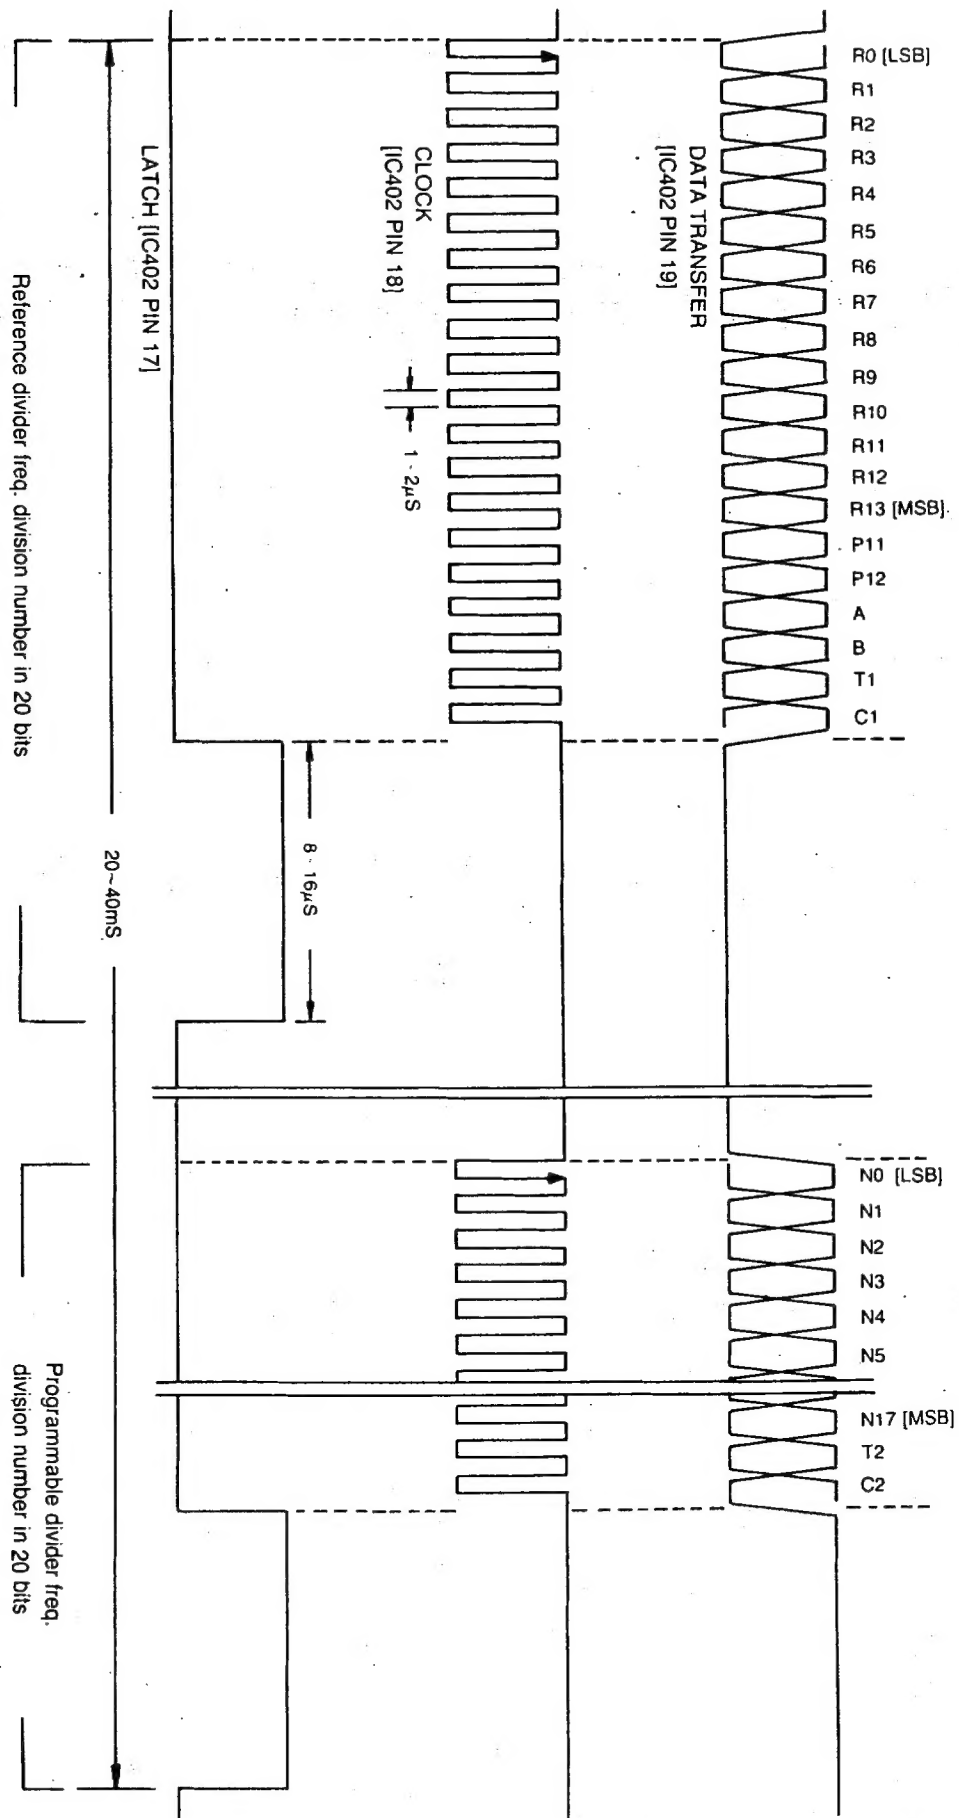 R0 [LSB]
R1
R2
R3
R4
R5
R6
R7
R8
R9
R10
R11
R12
R13 [MSB]
P11
P12
A
B
T1
C1
N0 [LSB]
N1
N2
N3
N4
N5
N17 [MSB]
T2
C2
DATA TRANSFER
[IC402 PIN 19]
CLOCK
[IC402 PIN 18]
1 - 2µS
LATCH [IC402 PIN 17]
8 - 16µS
20~40mS
Reference divider freq. division number in 20 bits
Programmable divider freq.
division number in 20 bits